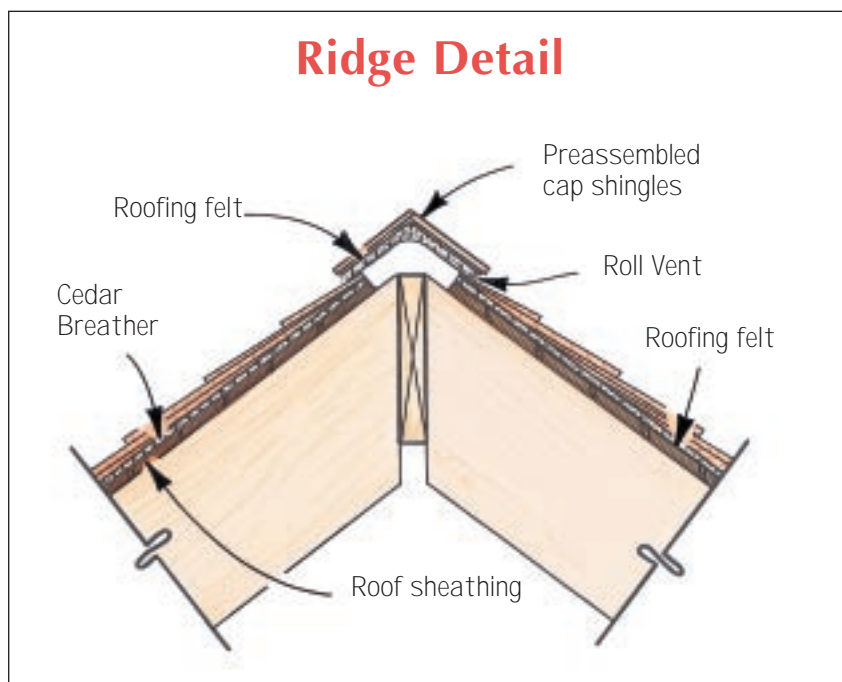 Ridge Detail
Preassembled
cap shingles
Roofing felt
Roll Vent
Cedar
Breather
Roofing felt
Roof sheathing